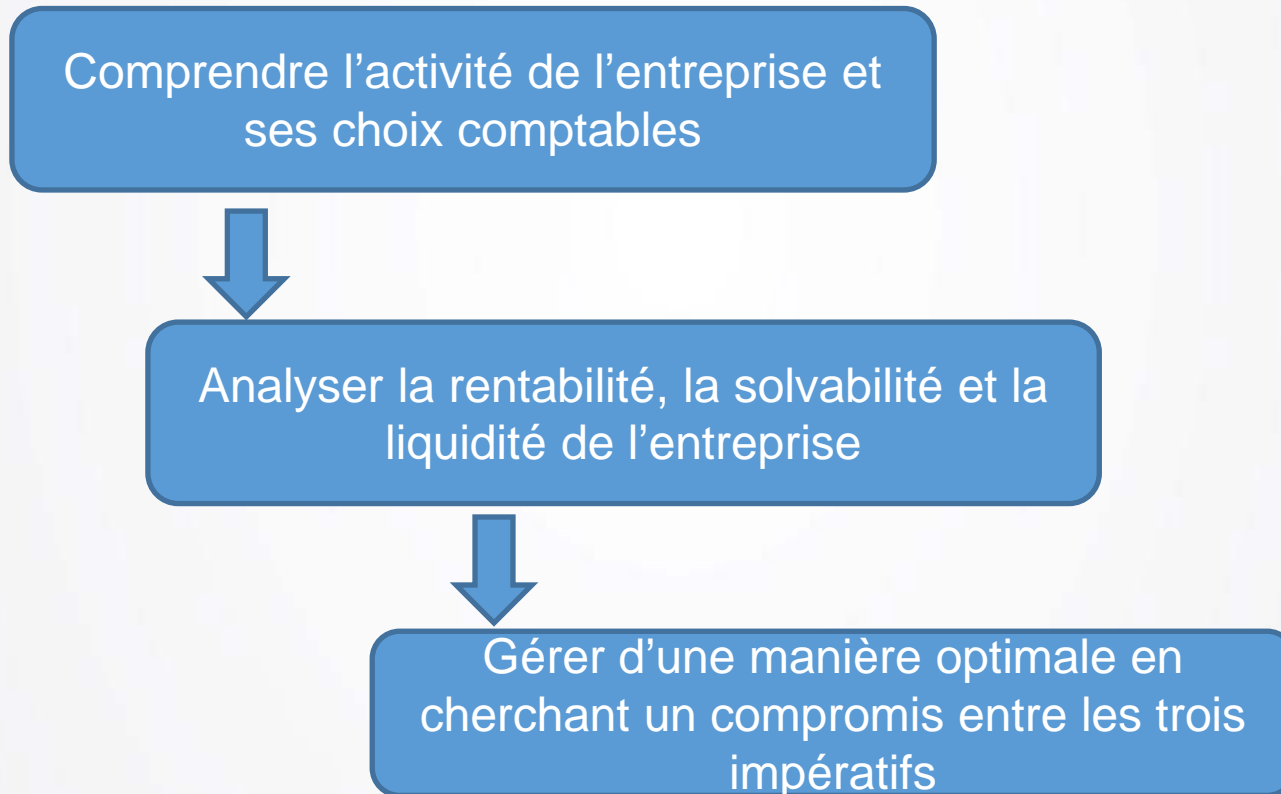 Comprendre l’activité de l’entreprise et
ses choix comptables
Analyser la rentabilité, la solvabilité et la
liquidité de l’entreprise
Gérer d’une manière optimale en
cherchant un compromis entre les trois
impératifs